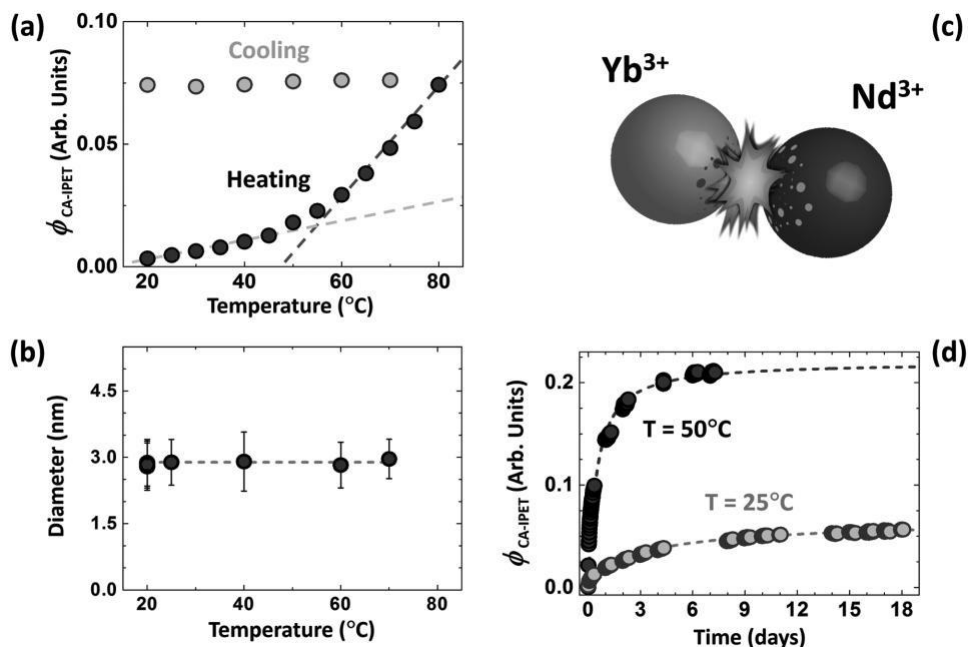 (a)
0.10
0.05
0.00
ϕ CA-IPET (Arb. Units)
Cooling
Heating
20 40 60 80
Temperature (°C)
(c)
Yb3+
Nd3+
(b)
4.5
3.0
1.5
0.0
Diameter (nm)
20 40 60 80
Temperature (°C)
(d)
0.2
0.1
0.0
ϕ CA-IPET (Arb. Units)
T = 50°C
T = 25°C
0 3 6 9 12 15 18
Time (days)